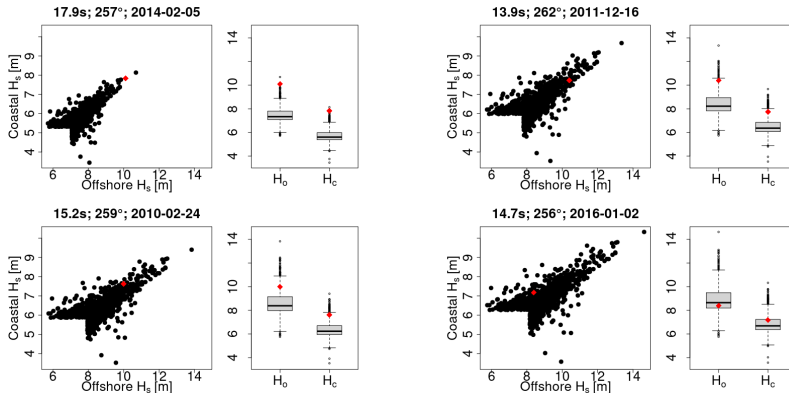 17.9s; 257°; 2014-02-05
Coastal Hs [m]
4 5 6 7 8 9
6 8 10 12 14
Offshore Hs [m]
4 6 8 10 14
Ho Hc
13.9s; 262°; 2011-12-16
Coastal Hs [m]
4 5 6 7 8 9
6 8 10 12 14
Offshore Hs [m]
4 6 8 10 14
Ho Hc
15.2s; 259°; 2010-02-24
Coastal Hs [m]
4 5 6 7 8 9
6 8 10 12 14
Offshore Hs [m]
4 6 8 10 14
Ho Hc
14.7s; 256°; 2016-01-02
Coastal Hs [m]
4 5 6 7 8 9
6 8 10 12 14
Offshore Hs [m]
4 6 8 10 14
Ho Hc